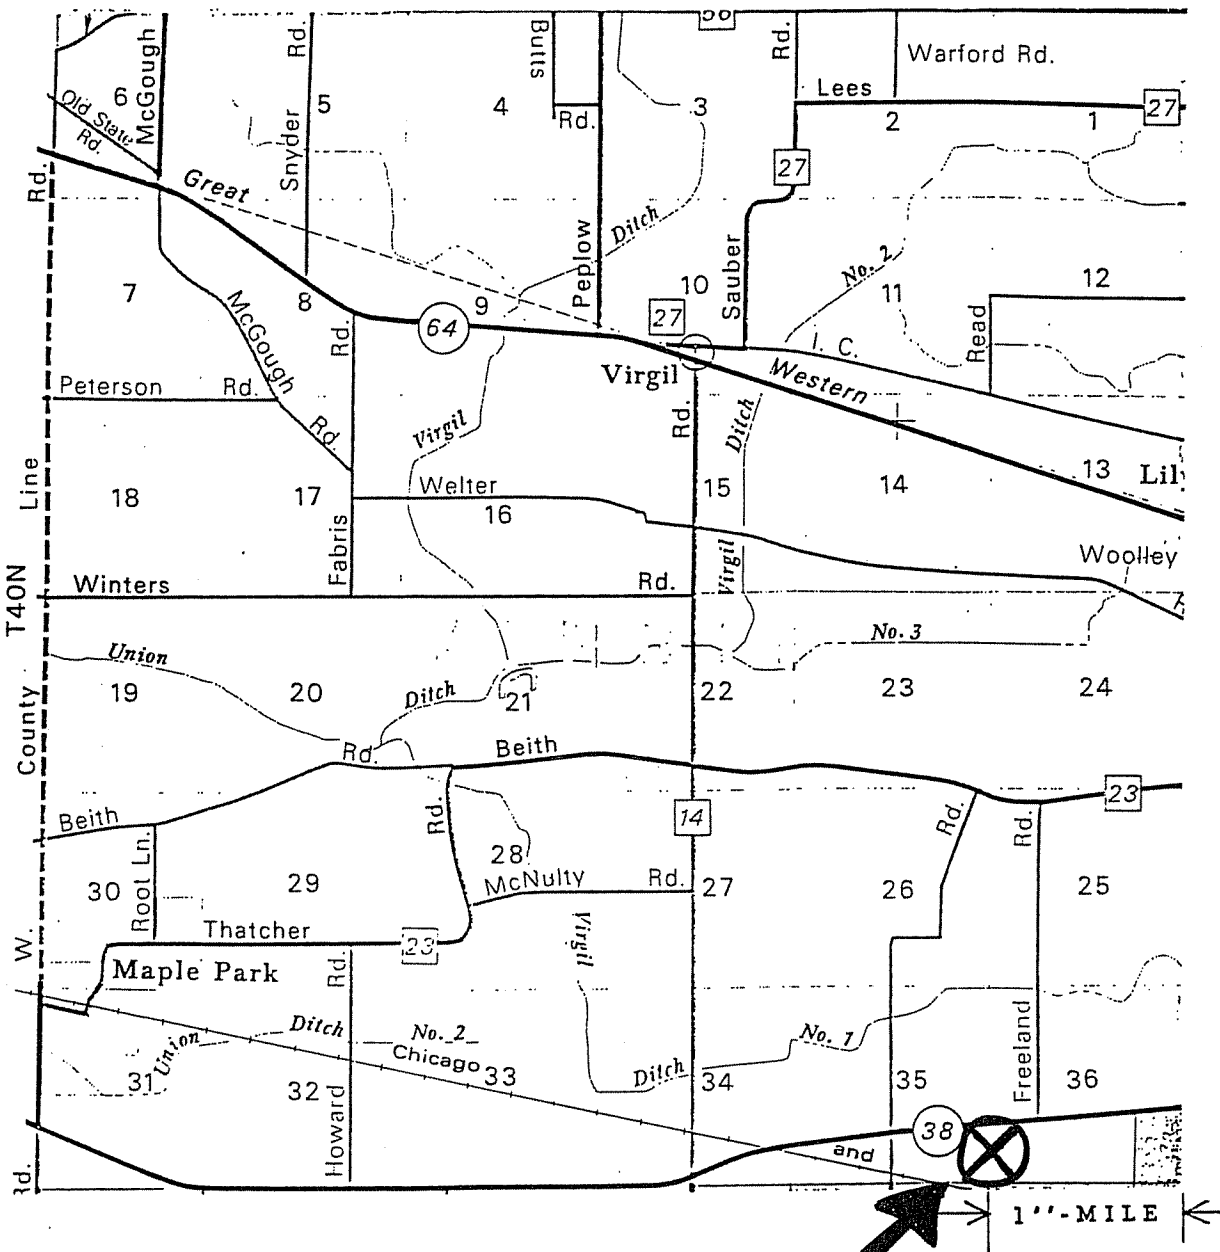 56
Rd.
Rd.
McGough
Butts
Warford Rd.
Lees
6
5
4
3
2
1
27
Old State
Rd.
Snyder
Rd.
27
Great
Rd.
Ditch
Peplow
Sauber
No. 2
7
8
9
10
11
12
McGough
64
27
Rd.
I. C.
Read
Virgil
Western
Peterson Rd.
Rd.
Rd.
Virgil
Ditch
Line
18
17
Welter
16
15
14
13
Fabris
Virgil
Woolley
Winters Rd.
T40N
No. 3
Union
19
20
Ditch
21
22
23
24
County
Rd.
Beith
23
Beith
Rd.
14
Rd.
Rd.
Root Ln.
28
30
29
McNulty Rd.
27
26
25
Thatcher
23
Virgil
W.
Maple Park
Rd.
Ditch
No. 2
No. 1
Union
Chicago
Freeland
31
32
33
Ditch
34
35
36
Howard
38
and
Rd.
1''-MILE